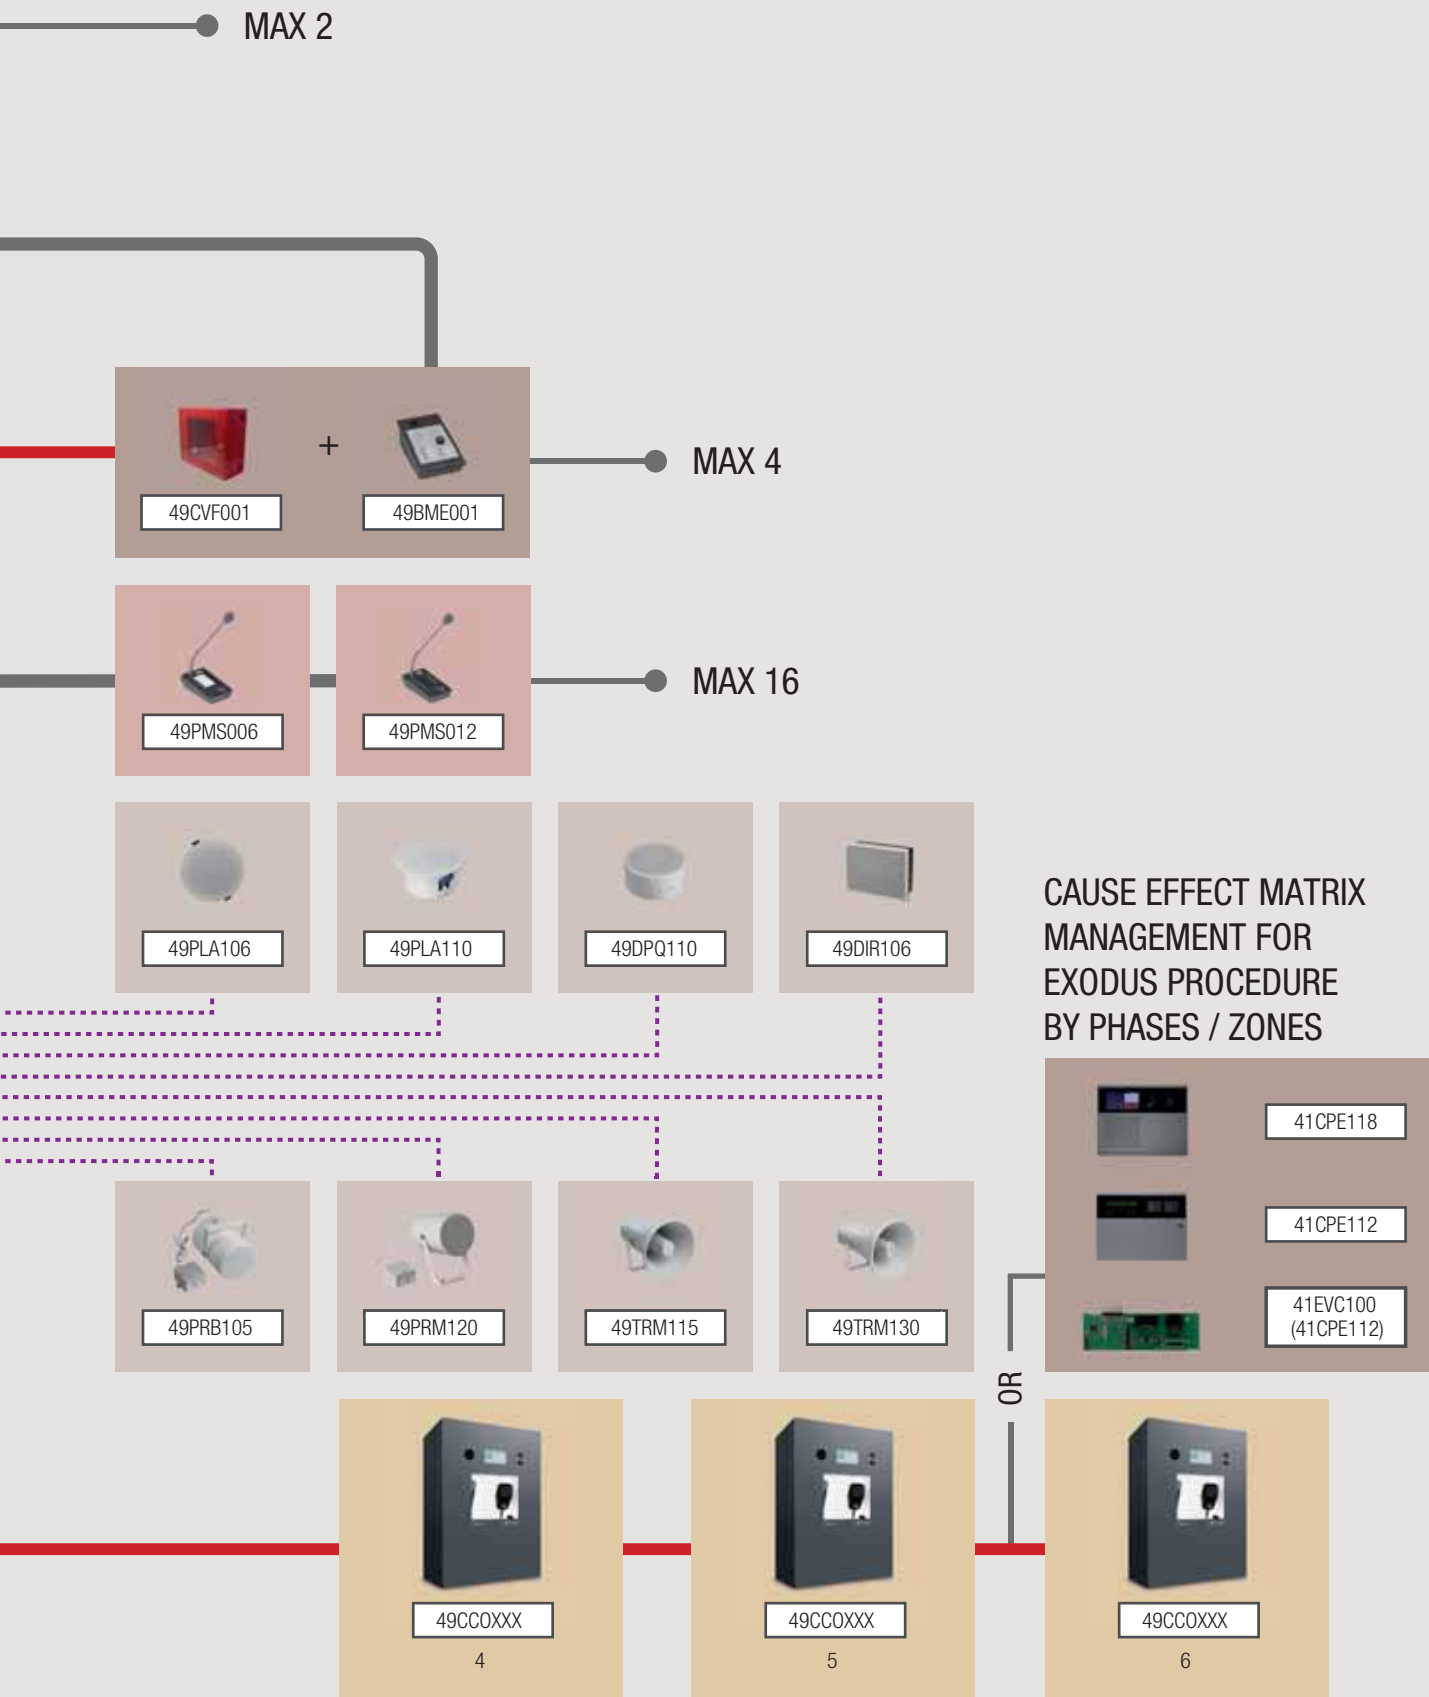 MAX 2
+
49CVF001
49BME001
MAX 4
49PMS006
49PMS012
MAX 16
49PLA106
49PLA110
49DPQ110
49DIR106
CAUSE EFFECT MATRIX
MANAGEMENT FOR
EXODUS PROCEDURE
BY PHASES / ZONES
41CPE118
41CPE112
41EVC100
(41CPE112)
49PRB105
49PRM120
49TRM115
49TRM130
OR
49CCOXXX
4
49CCOXXX
5
49CCOXXX
6